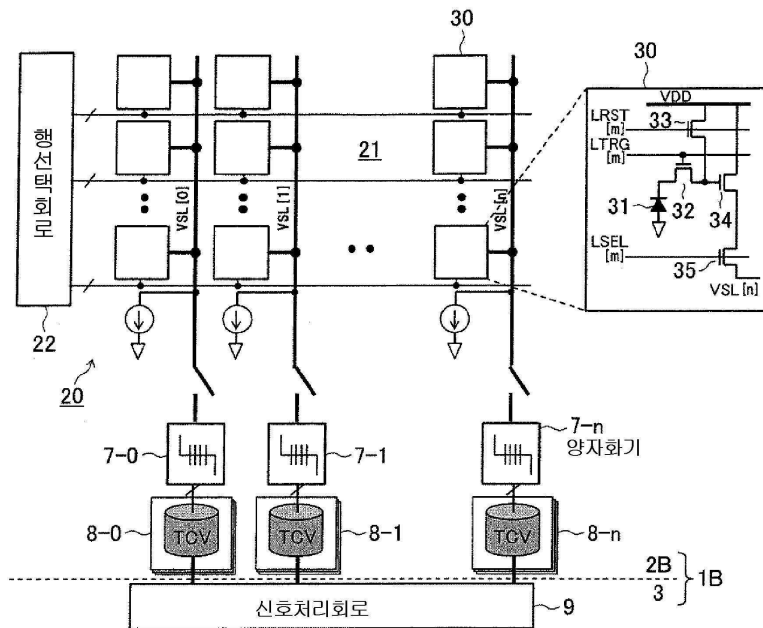 30
30
VDD
LRST
[m]
33
LTRG
[m]
31
32
34
LSEL
[m]
35
VSL[n]
행선택회로
21
VSL[0]
VSL[1]
VSL[n]
22
20
7-0
7-1
7-n
양자화기
8-0
TCV
8-1
TCV
8-n
TCV
2B
1B
3
신호처리회로
9